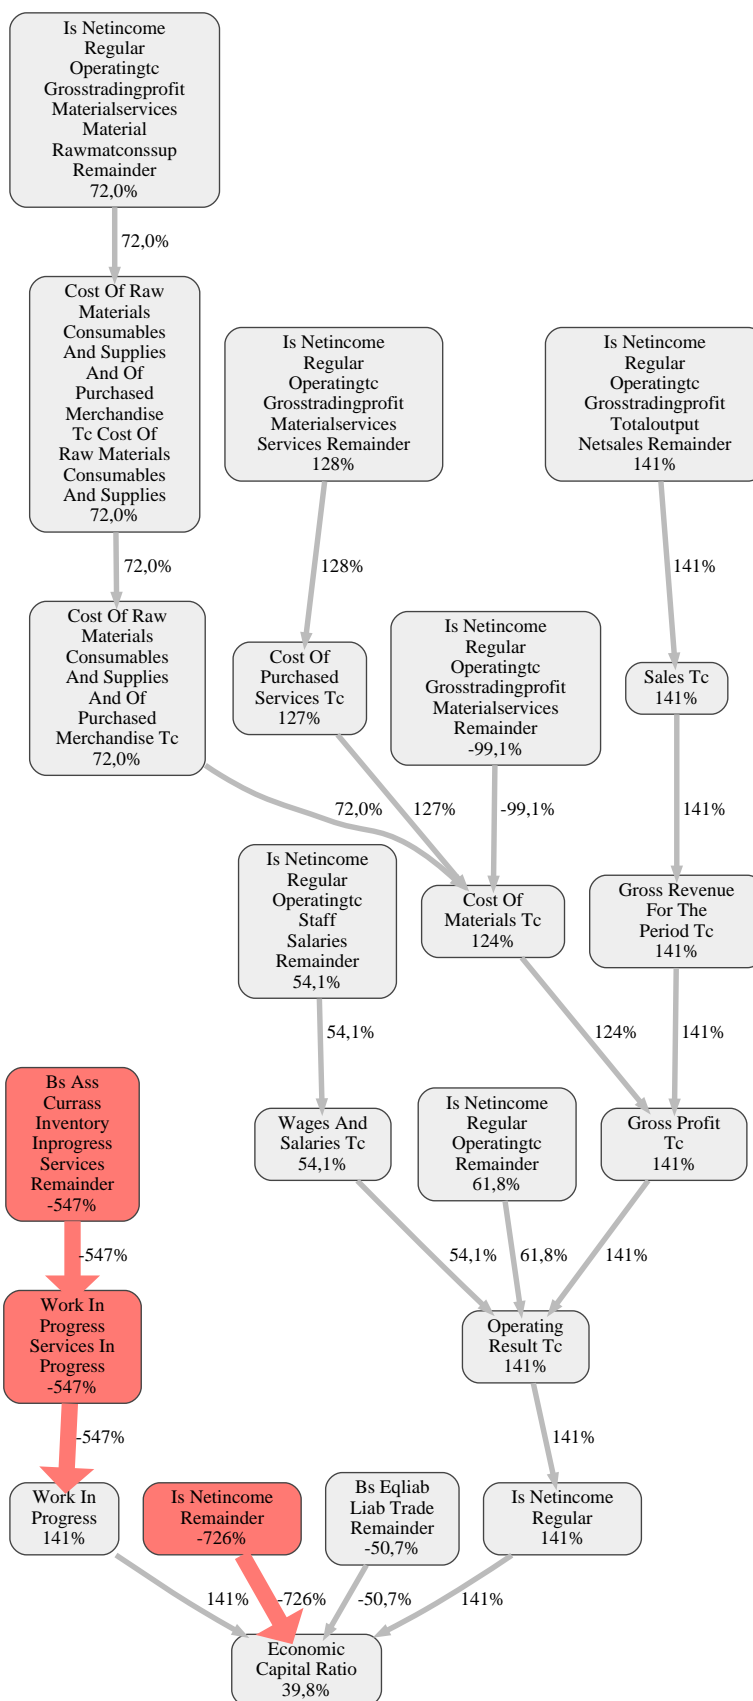 Is Netincome
Regular
Operatingtc
Grosstradingprofit
Materialservices
Material
Rawmatconssup
Remainder
72,0%
72,0%
Cost Of Raw
Materials
Consumables
And Supplies
And Of
Purchased
Merchandise
Tc Cost Of
Raw Materials
Consumables
And Supplies
72,0%
Is Netincome
Regular
Operatingtc
Grosstradingprofit
Materialservices
Services Remainder
128%
Is Netincome
Regular
Operatingtc
Grosstradingprofit
Totaloutput
Netsales Remainder
141%
72,0%
128%
141%
Cost Of Raw
Materials
Consumables
And Supplies
And Of
Purchased
Merchandise Tc
72,0%
Cost Of
Purchased
Services Tc
127%
Is Netincome
Regular
Operatingtc
Grosstradingprofit
Materialservices
Remainder
-99,1%
Sales Tc
141%
72,0%
127%
-99,1%
141%
Is Netincome
Regular
Operatingtc
Staff
Salaries
Remainder
54,1%
Cost Of
Materials Tc
124%
Gross Revenue
For The
Period Tc
141%
54,1%
124%
141%
Bs Ass
Currass
Inventory
Inprogress
Services
Remainder
-547%
Wages And
Salaries Tc
54,1%
Is Netincome
Regular
Operatingtc
Remainder
61,8%
Gross Profit
Tc
141%
-547%
54,1%
61,8%
141%
Work In
Progress
Services In
Progress
-547%
Operating
Result Tc
141%
-547%
141%
Work In
Progress
141%
Is Netincome
Remainder
-726%
Bs Eqliab
Liab Trade
Remainder
-50,7%
Is Netincome
Regular
141%
141%
-726%
-50,7%
141%
Economic
Capital Ratio
39,8%